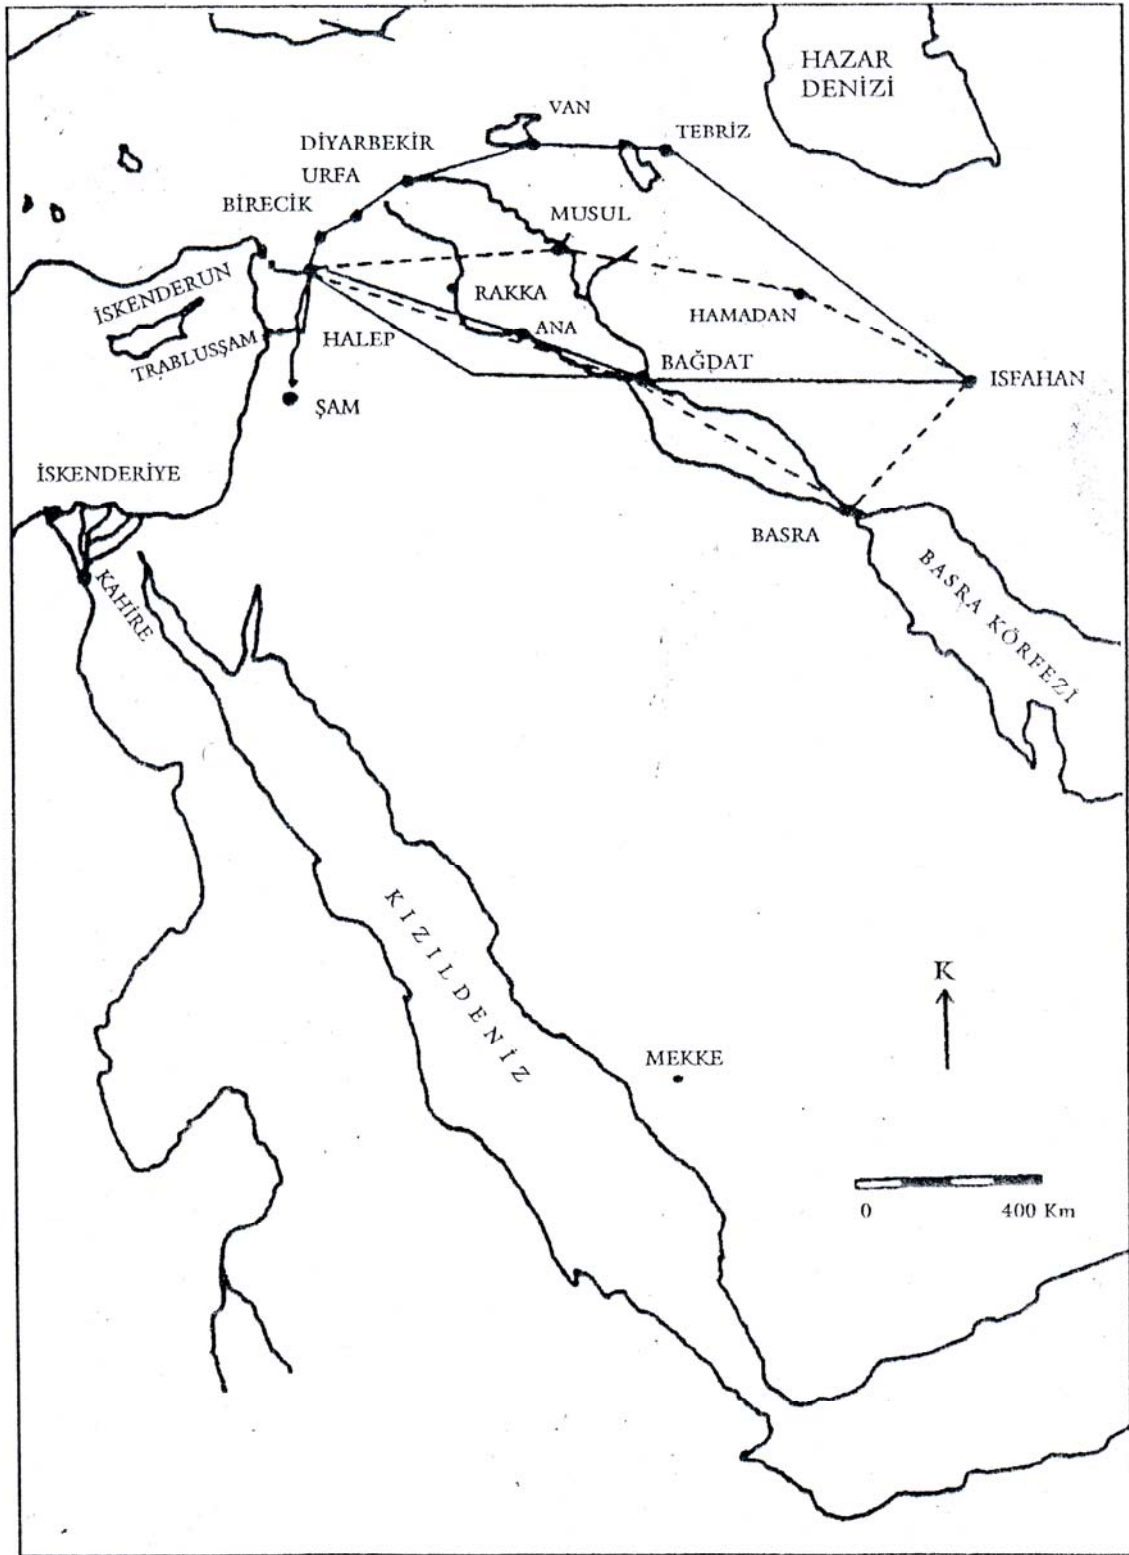 HAZAR
DENİZİ
VAN
TEBRİZ
DİYARBEKİR
URFA
BİRECİK
MUSUL
İSKENDERUN
RAKKA
HAMADAN
TRABLUSŞAM
HALEP
ANA
BAĞDAT
ISFAHAN
ŞAM
İSKENDERİYE
BASRA
KAHİRE
BASRA KÖRFEZİ
KIZILDENİZ
K
MEKKE
0 400 Km